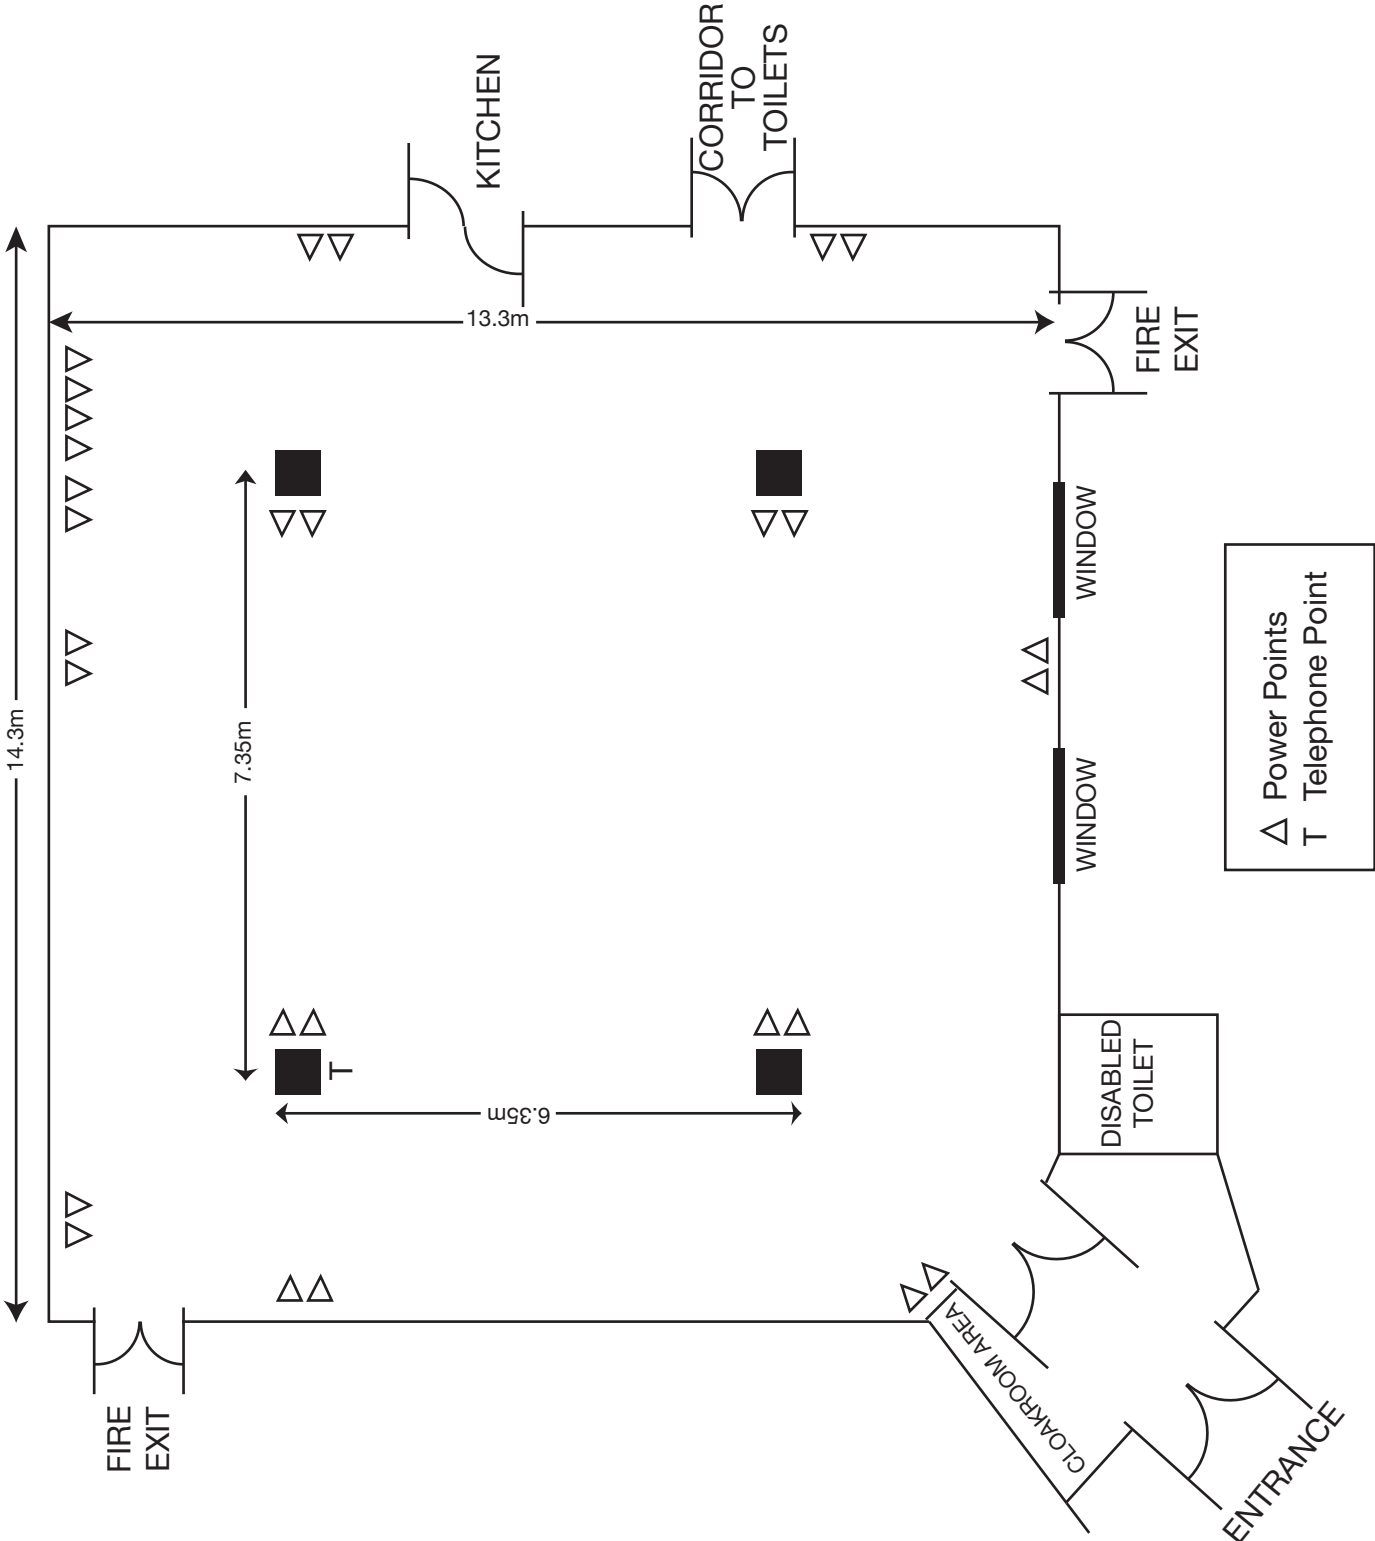 CORRIDOR
TO
TOILETS
KITCHEN
13.3m
14.3m
7.35m
6.35m
FIRE
EXIT
WINDOW
WINDOW
△ Power Points
T Telephone Point
T
DISABLED
TOILET
CLOAKROOM AREA
FIRE
EXIT
ENTRANCE